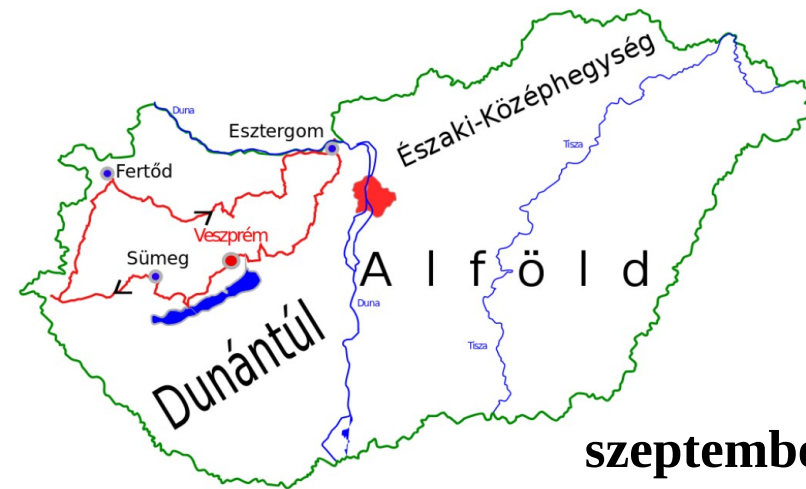 Duna
Északi-Középhegység
Esztergom
Tisza
Fertőd
Veszprém
Sümeg
A l f ö l d
Duna
Dunántúl
Tisza